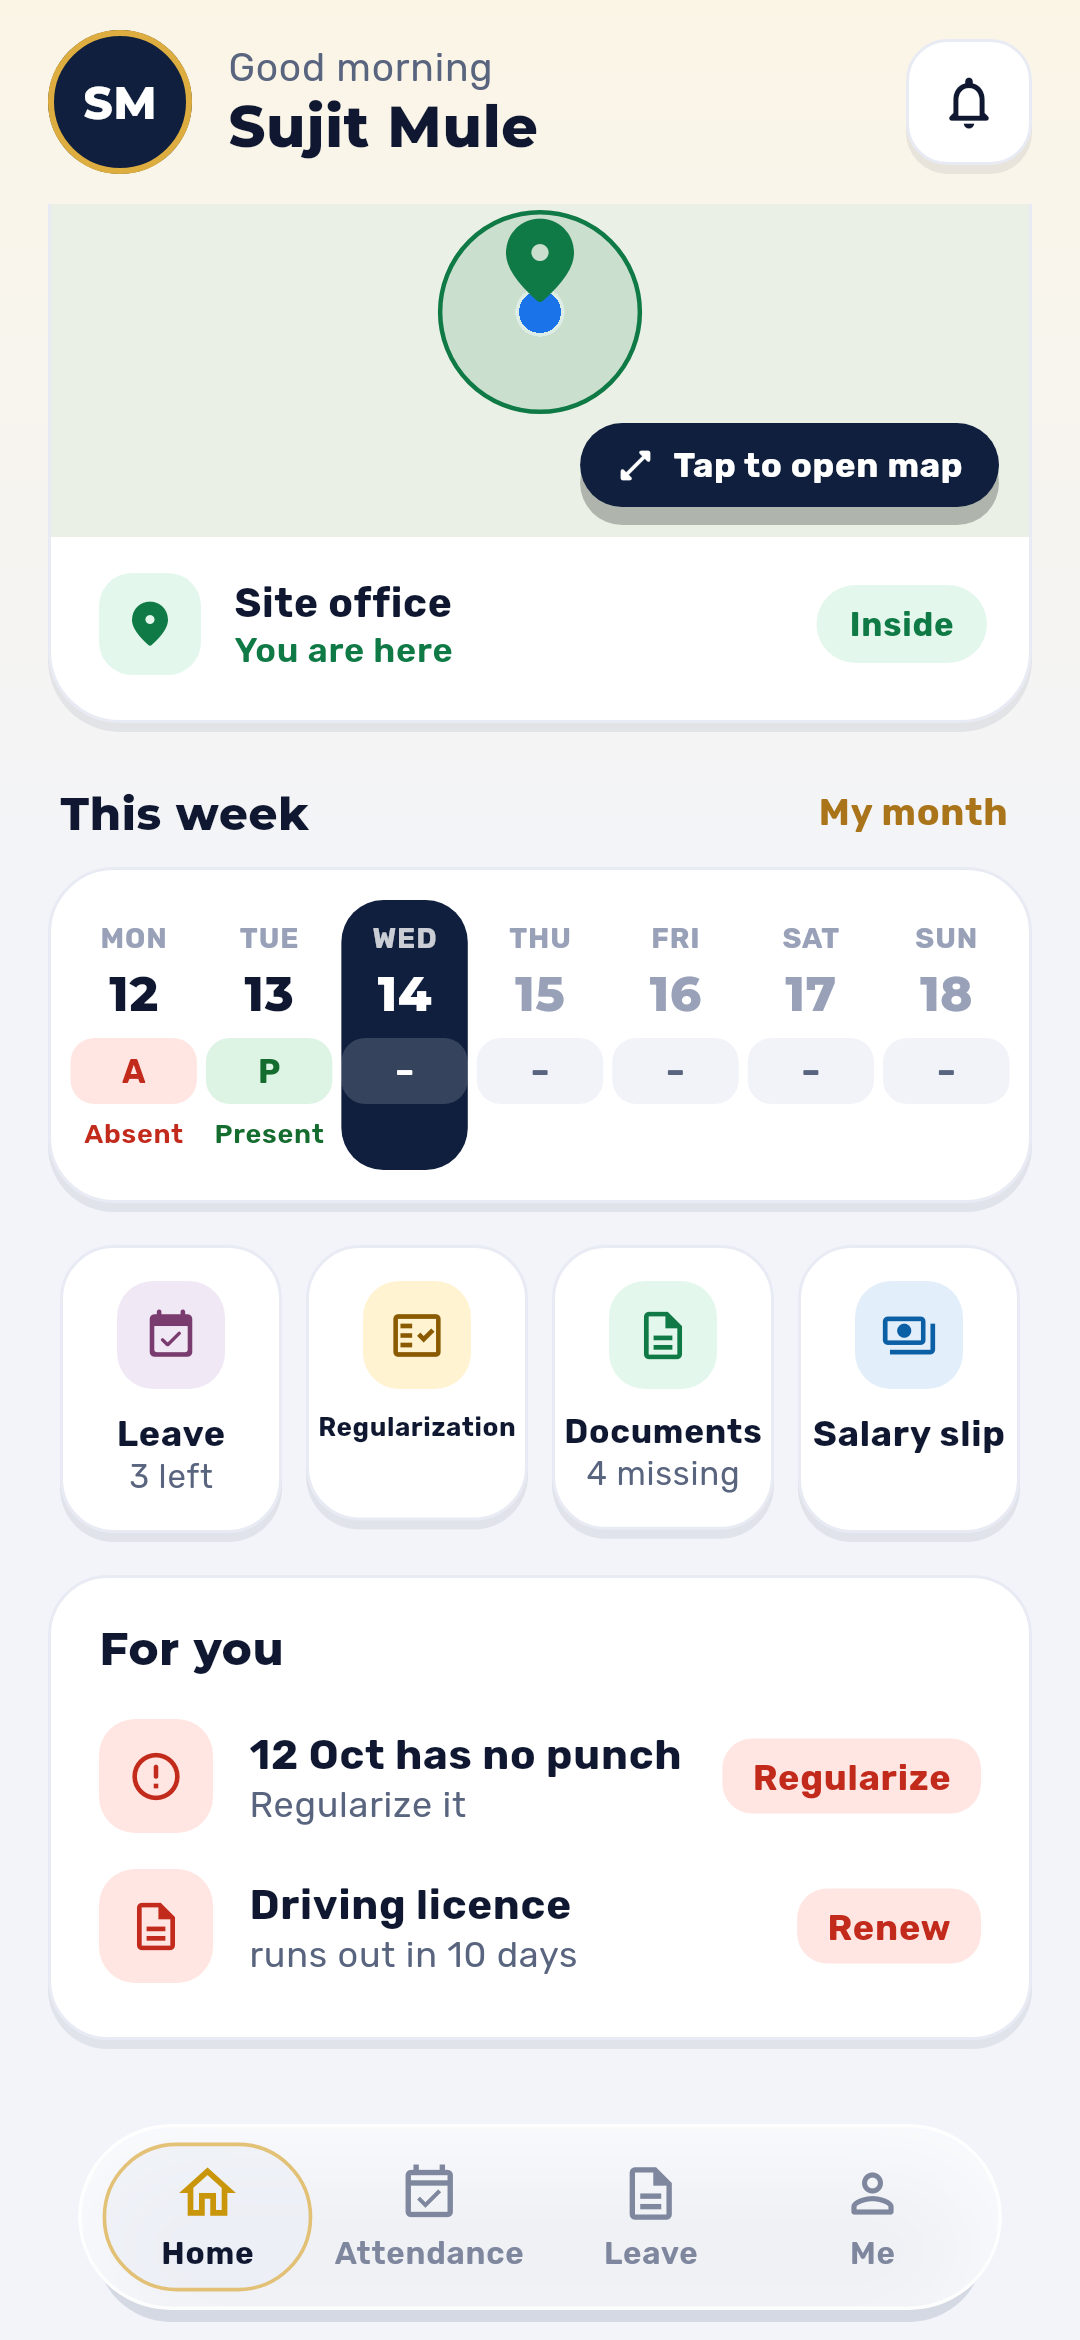 SM
Good morning
Sujit Mule
Tap to open map
Site office
You are here
Inside
This week
My month
MON TUE WED THU FRI SAT SUN
12 13 14 15 16 17 18
A P - - - - -
Absent Present
Leave
3 left
Regularization
Documents
4 missing
Salary slip
For you
12 Oct has no punch
Regularize it
Regularize
Driving licence
runs out in 10 days
Renew
Home Attendance Leave Me